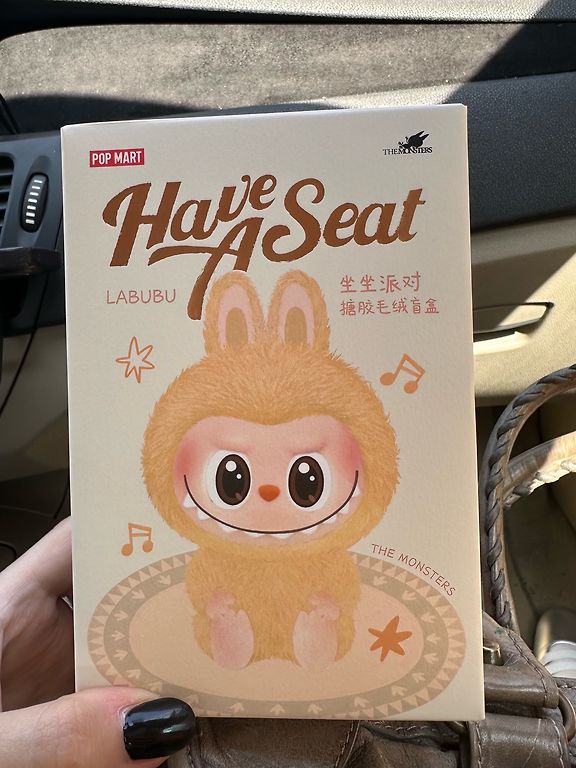 POP MART
THE MONSTERS
Have
A Seat
LABUBU
坐坐派对
搪胶毛绒盲盒
THE MONSTERS